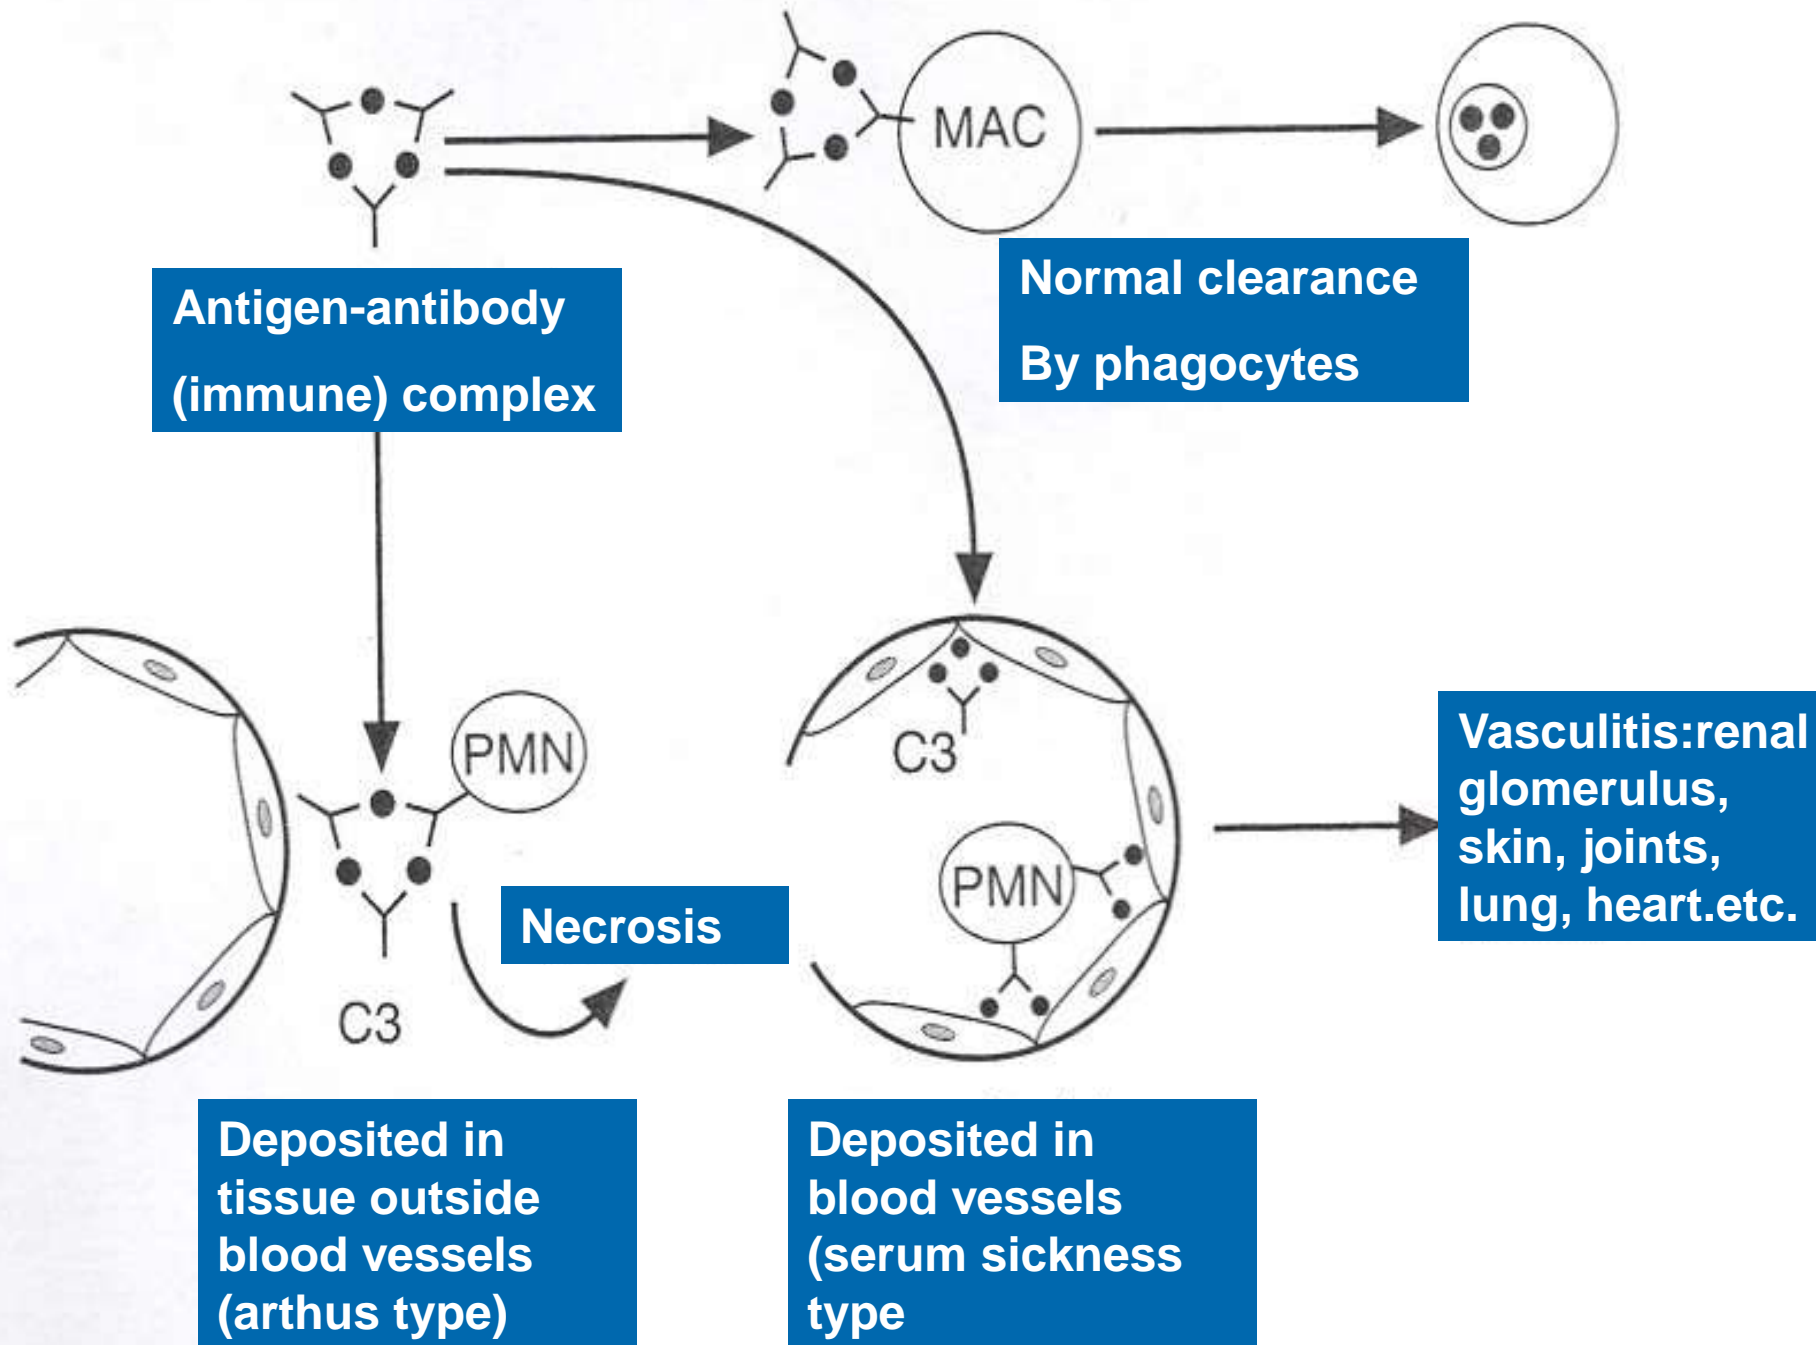 MAC
Antigen-antibody
(immune) complex
Normal clearance
By phagocytes
PMN
C3
Necrosis
C3
PMN
Vasculitis:renal
glomerulus,
skin, joints,
lung, heart.etc.
Deposited in
tissue outside
blood vessels
(arthus type)
Deposited in
blood vessels
(serum sickness
type